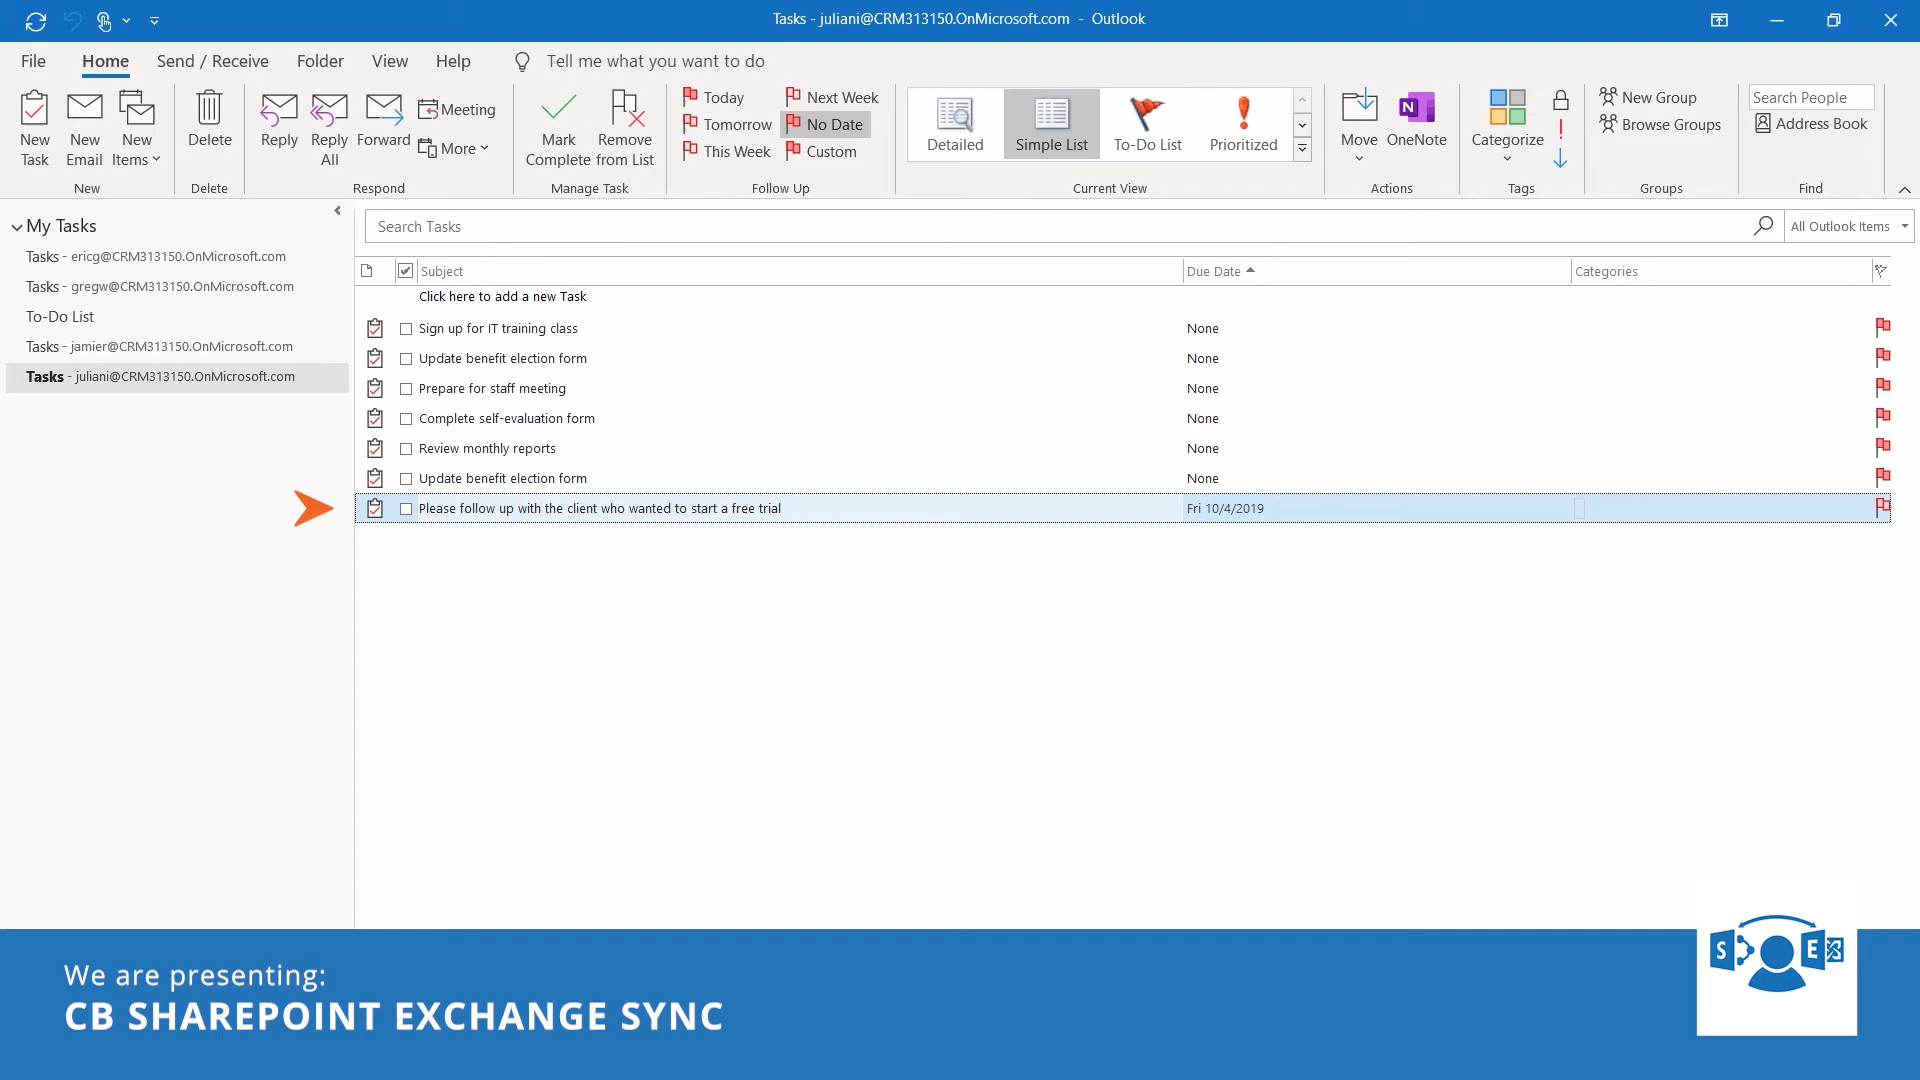 Tasks - juliani@CRM313150.OnMicrosoft.com - Outlook
File Home Send / Receive Folder View Help Tell me what you want to do
New Task
New Email
New Items
New
Delete
Delete
Reply
Reply All
Forward
Meeting
More
Respond
Mark Complete
Remove from List
Manage Task
Today
Tomorrow
This Week
Next Week
No Date
Custom
Follow Up
Detailed
Simple List
To-Do List
Prioritized
Current View
Move
OneNote
Actions
Categorize
Tags
New Group
Browse Groups
Groups
Search People
Address Book
Find
My Tasks
Tasks - ericg@CRM313150.OnMicrosoft.com
Tasks - gregw@CRM313150.OnMicrosoft.com
To-Do List
Tasks - jamier@CRM313150.OnMicrosoft.com
Tasks - juliani@CRM313150.OnMicrosoft.com
Search Tasks All Outlook Items
Subject Due Date Categories
Click here to add a new Task
Sign up for IT training class None
Update benefit election form None
Prepare for staff meeting None
Complete self-evaluation form None
Review monthly reports None
Update benefit election form None
Please follow up with the client who wanted to start a free trial Fri 10/4/2019
We are presenting:
CB SHAREPOINT EXCHANGE SYNC
S E